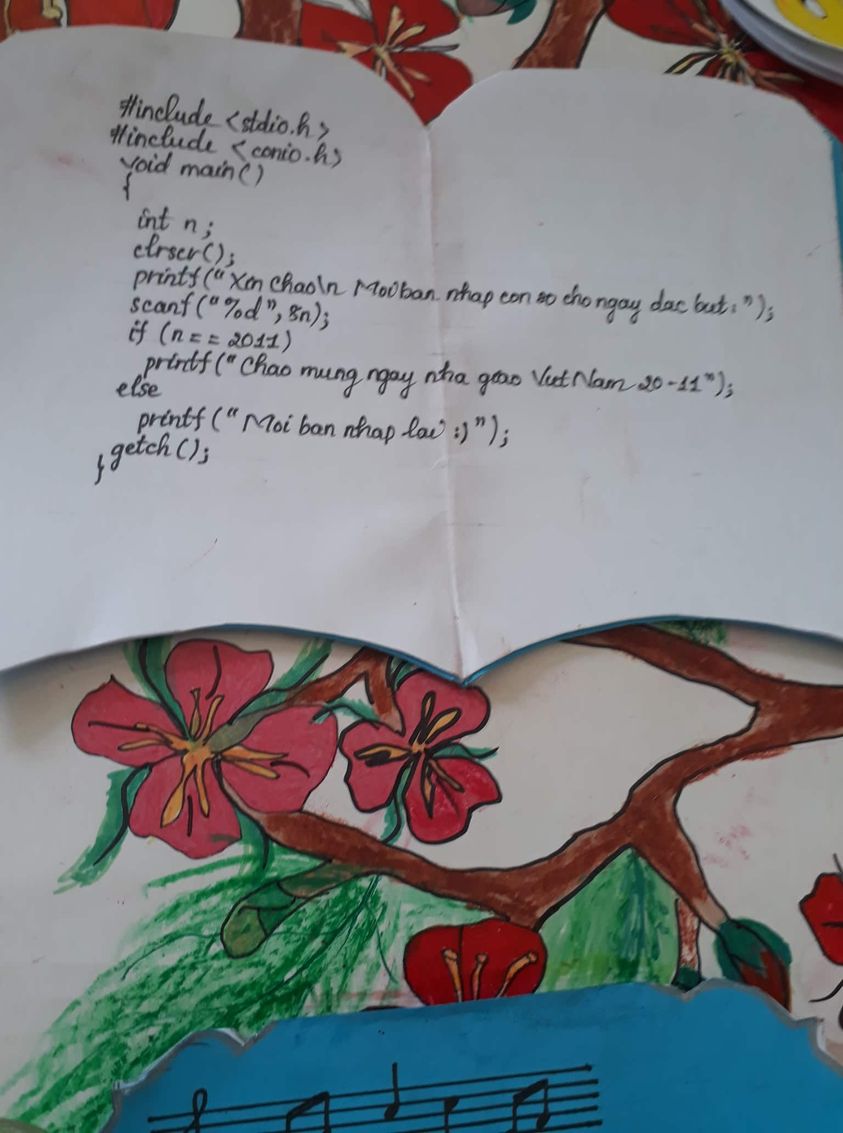 #include <stdio.h>
#include <conio.h>
void main()
{
int n;
clrscr();
printf("Xin chao\n Moi ban nhap con so cho ngay dac biet:");
scanf("%d", &n);
if (n == 2011)
printf("Chao mung ngay nha giao Viet Nam 20-11");
else
printf("Moi ban nhap lai :)");
getch();
}